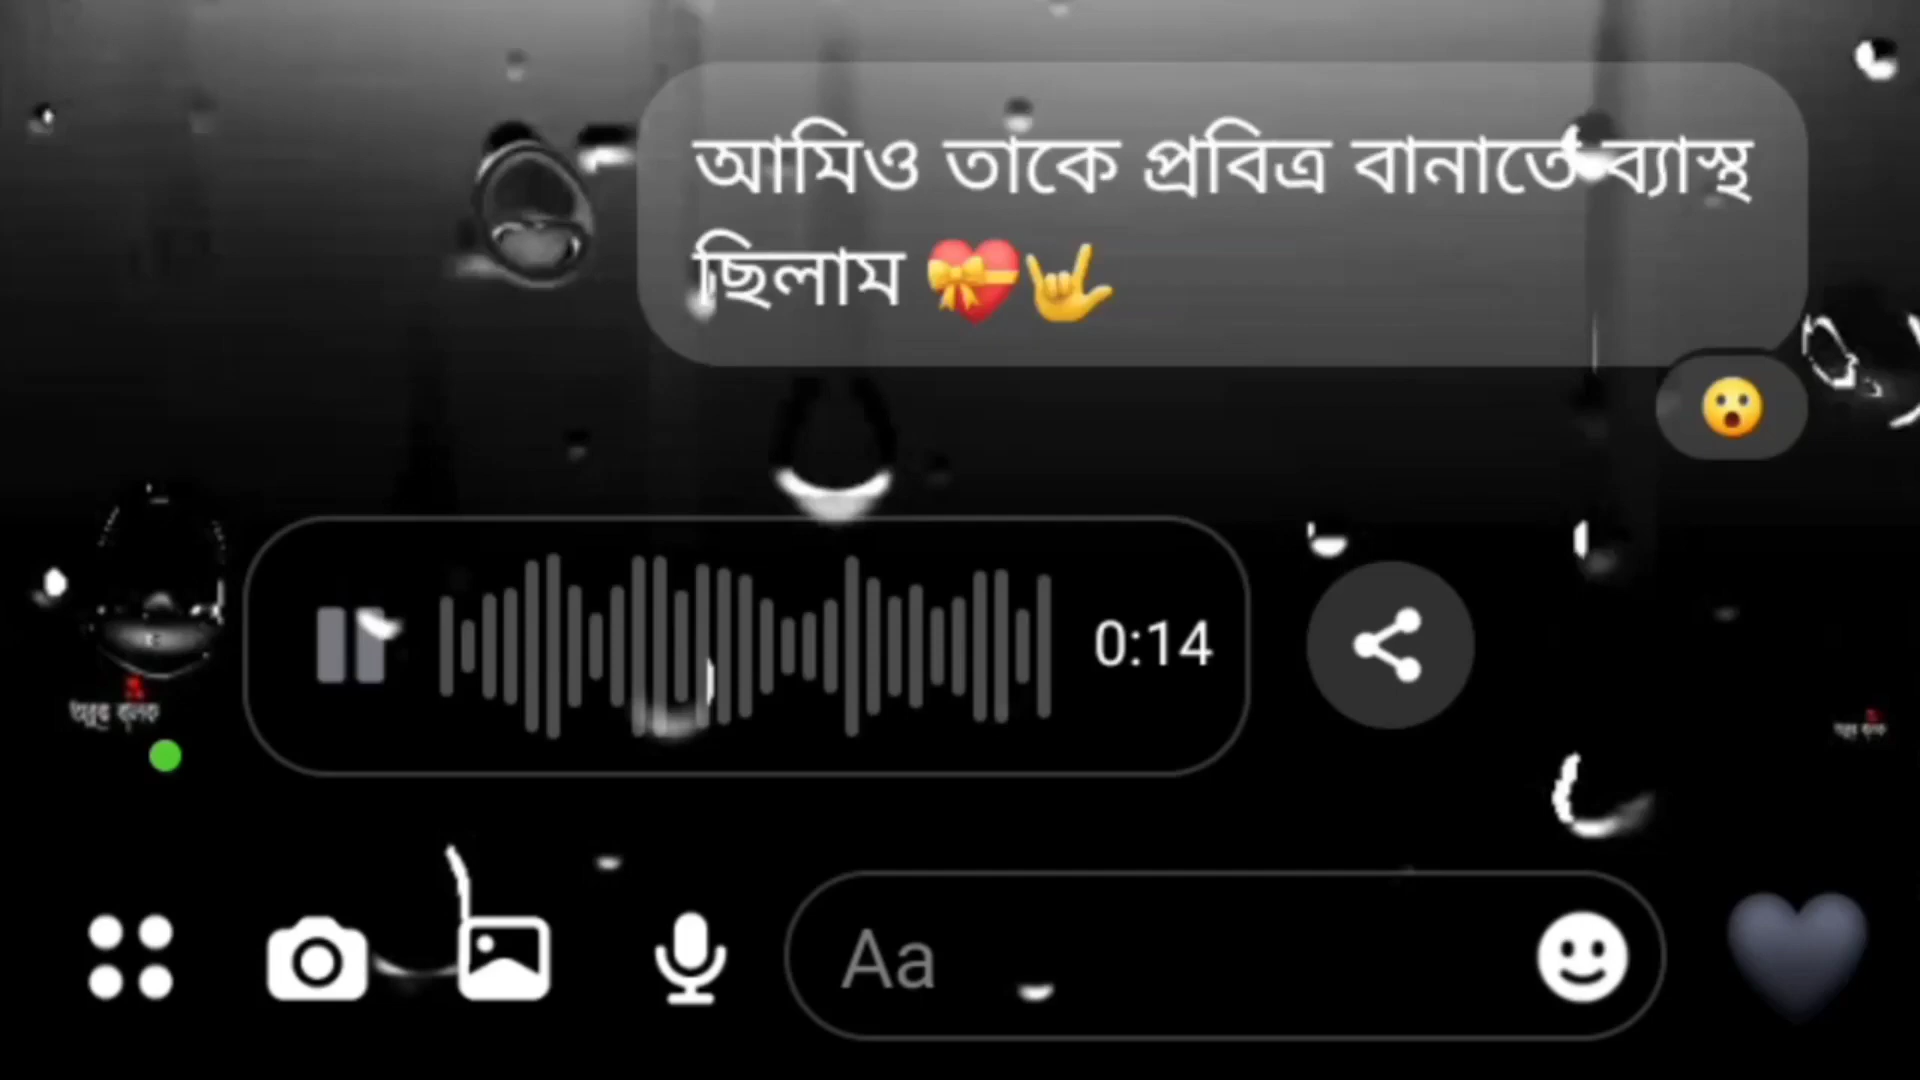 আমিও তাকে প্রবিত্র বানাতে ব্যাস্থ
ছিলাম 💝🤟
0:14
Aa